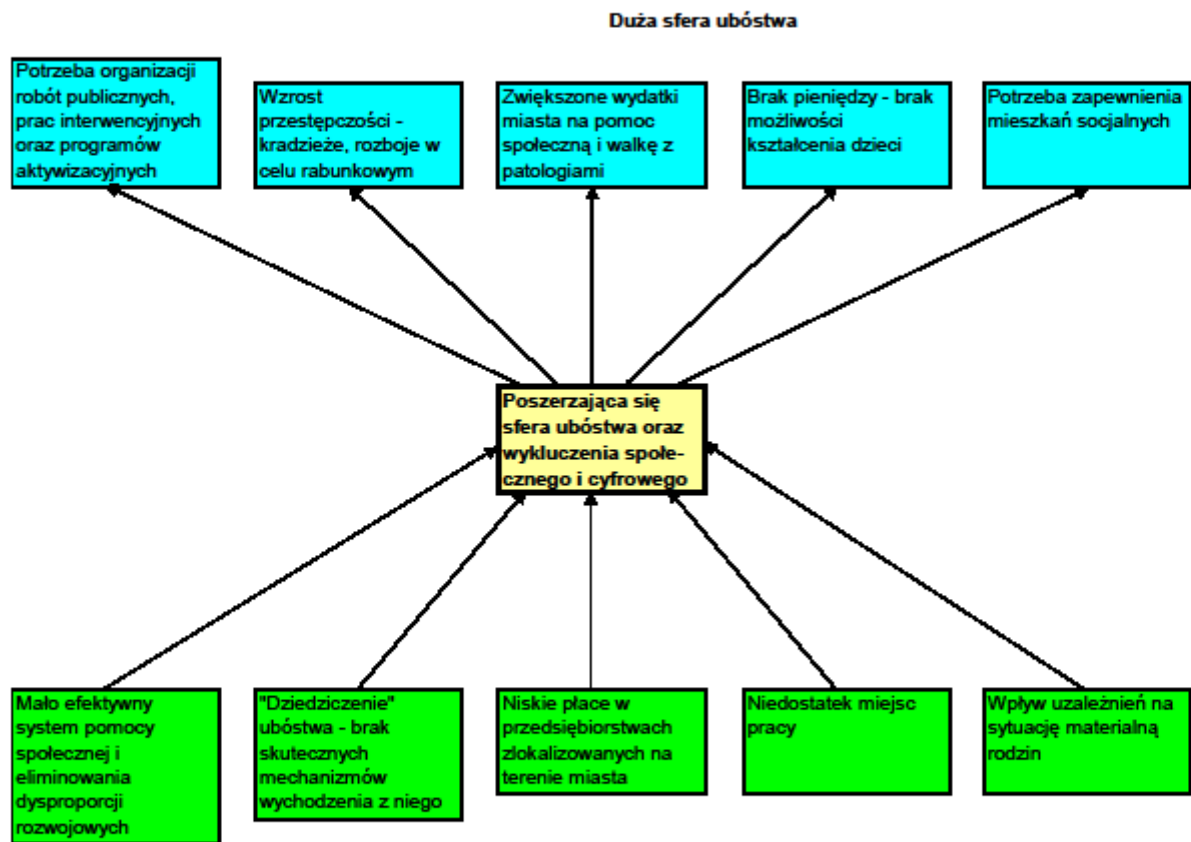 Duża sfera ubóstwa
Potrzeba organizacji
robót publicznych,
prac interwencyjnych
oraz programów
aktywizacyjnych
Wzrost
przestępczości -
kradzieże, rozboje w
celu rabunkowym
Zwiększone wydatki
miasta na pomoc
społeczną i walkę z
patologiami
Brak pieniędzy - brak
możliwości
kształcenia dzieci
Potrzeba zapewnienia
mieszkań socjalnych
Poszerzająca się
sfera ubóstwa oraz
wykluczenia społe-
cznego i cyfrowego
Mało efektywny
system pomocy
społecznej i
eliminowania
dysproporcji
rozwojowych
"Dziedziczenie"
ubóstwa - brak
skutecznych
mechanizmów
wychodzenia z niego
Niskie płace w
przedsiębiorstwach
zlokalizowanych na
terenie miasta
Niedostatek miejsc
pracy
Wpływ uzależnień na
sytuację materialną
rodzin